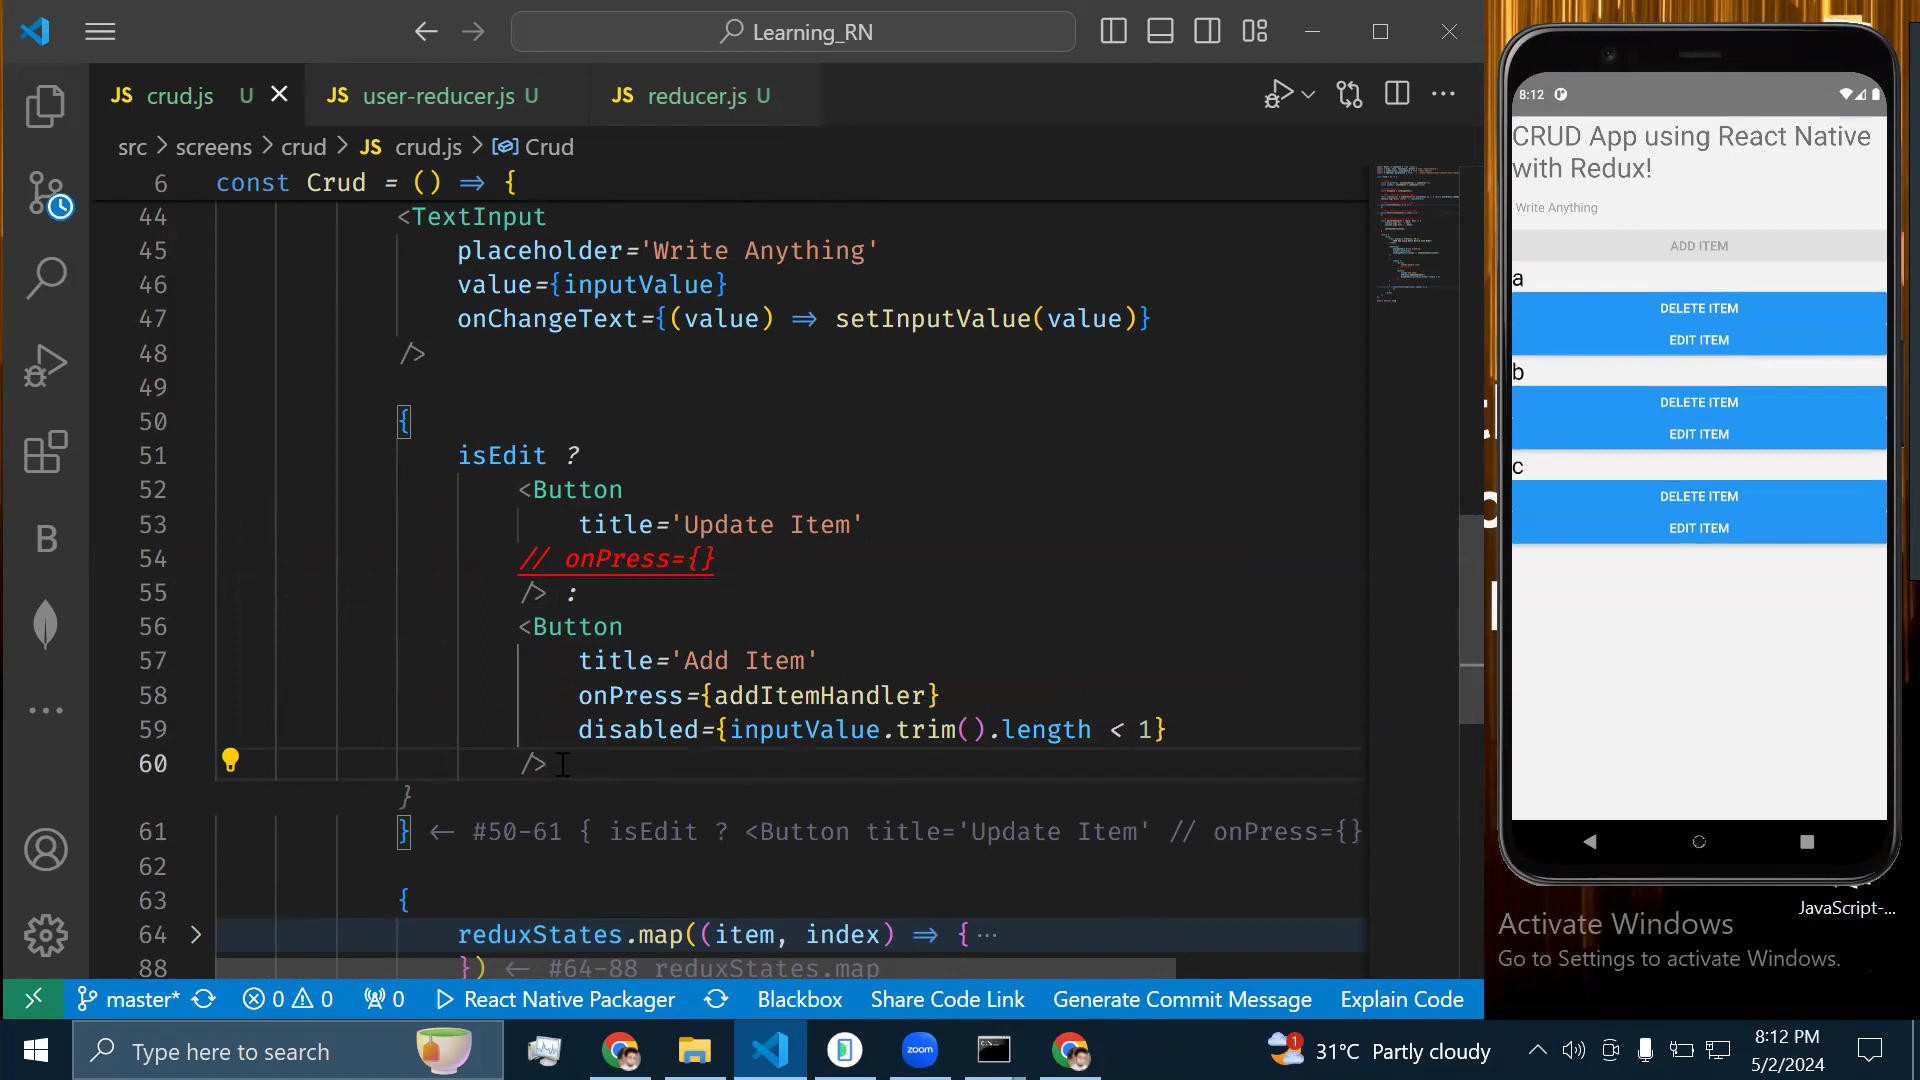 Learning_RN
JS crud.js U
JS user-reducer.js U
JS reducer.js U
src > screens > crud > JS crud.js > Crud
6 const Crud = () => {
44 <TextInput
45 placeholder='Write Anything'
46 value={inputValue}
47 onChangeText={(value) => setInputValue(value)}
48 />
49
50 {
51 isEdit ?
52 <Button
53 title='Update Item'
54 // onPress={}
55 /> :
56 <Button
57 title='Add Item'
58 onPress={addItemHandler}
59 disabled={inputValue.trim().length < 1}
60 />
}
61 } <- #50-61 { isEdit ? <Button title='Update Item' // onPress={}
62
63 {
64 reduxStates.map((item, index) => { ...
88 }) <- #64-88 reduxStates.map
B
master* 0 0 0 React Native Packager Blackbox Share Code Link Generate Commit Message Explain Code
8:12
CRUD App using React Native
with Redux!
Write Anything
ADD ITEM
a
DELETE ITEM
EDIT ITEM
b
DELETE ITEM
EDIT ITEM
c
DELETE ITEM
EDIT ITEM
JavaScript-...
Activate Windows
Go to Settings to activate Windows.
Type here to search
zoom
1
31°C Partly cloudy
8:12 PM
5/2/2024